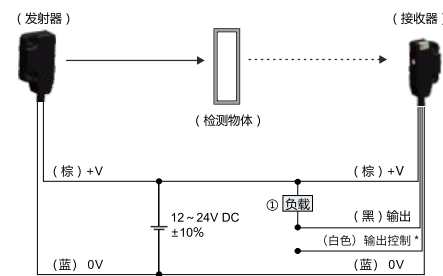 （发射器）
（接收器）
（检测物体）
（棕）+V
（棕）+V
① 负载
12～24V DC
±10%
（黑）输出
（白色）输出控制 *
（蓝） 0V
（蓝） 0V